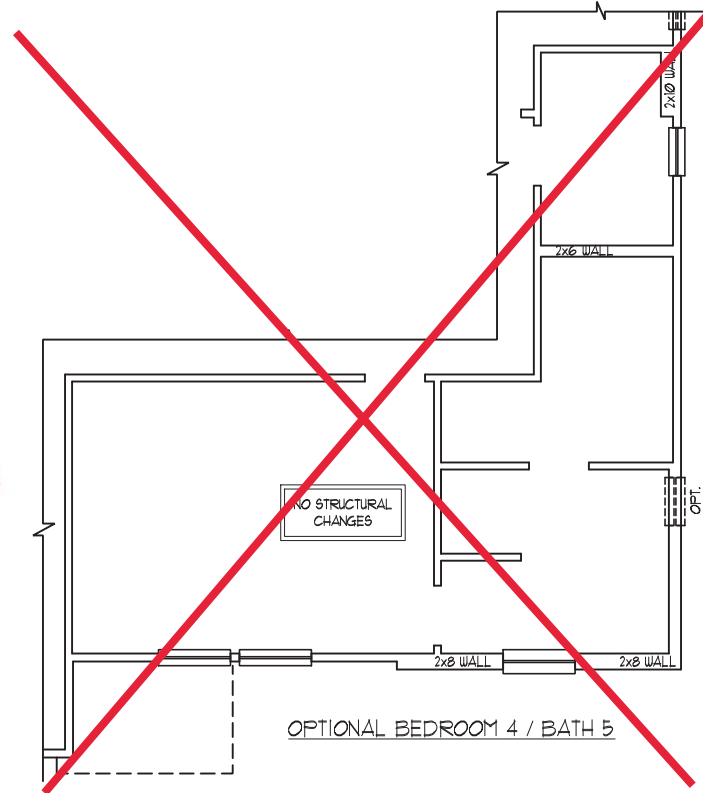 2x10 WALL
2x6 WALL
NO STRUCTURAL
CHANGES
OPT.
2x8 WALL
2x8 WALL
OPTIONAL BEDROOM 4 / BATH 5